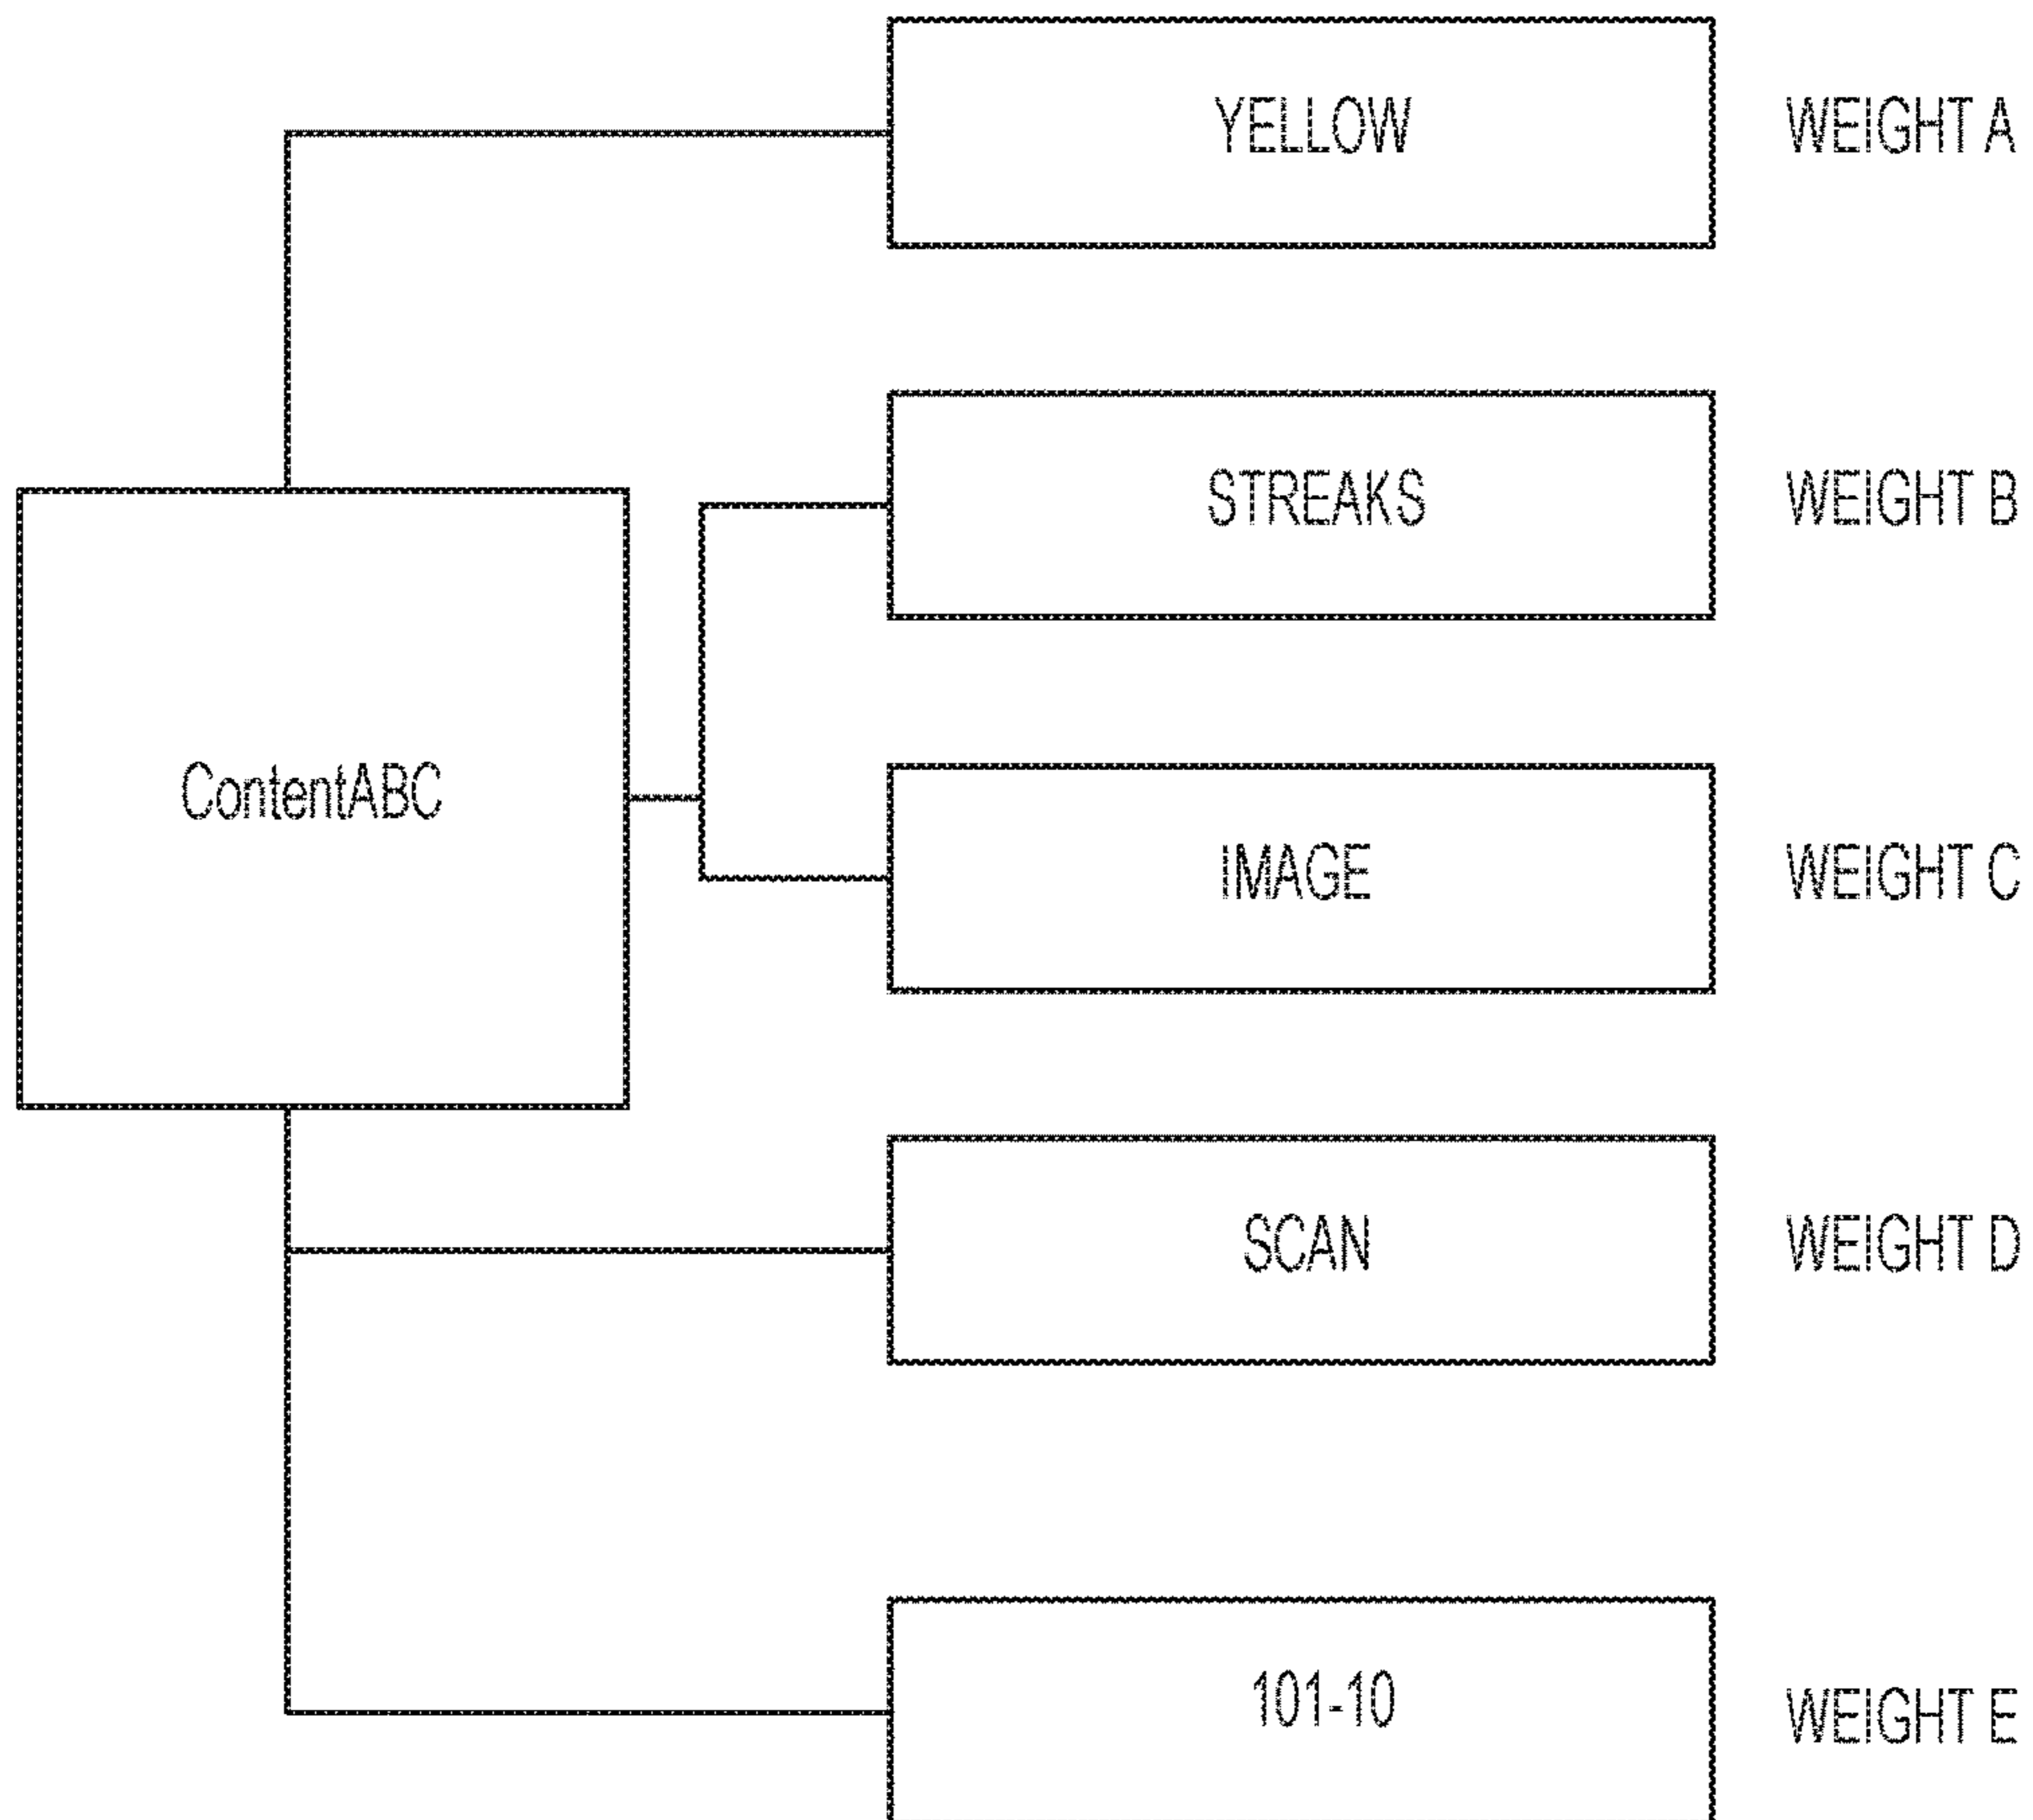 YELLOW WEIGHT A
STREAKS WEIGHT B
ContentABC
IMAGE WEIGHT C
SCAN WEIGHT D
101-10 WEIGHT E